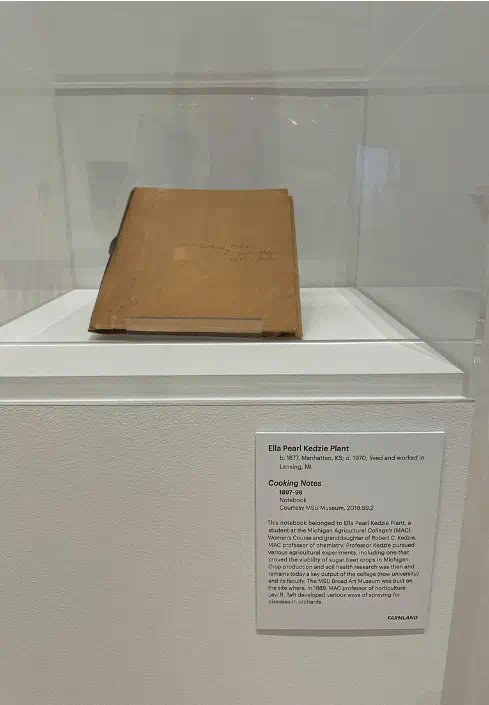 Cooking Notes
Ella Pearl Kedzie Plant
b. 1877, Manhattan, KS; d. 1970, lived and worked in
Lansing, MI
Cooking Notes
1897-98
Notebook
Courtesy MSU Museum, 2018.59.2
This notebook belonged to Ella Pearl Kedzie Plant, a
student at the Michigan Agricultural College's (MAC)
Women's Course and granddaughter of Robert C. Kedzie,
MAC professor of chemistry. Professor Kedzie pursued
various agricultural experiments, including one that
proved the viability of sugar beet crops in Michigan.
Crop production and soil health research was then and
remains today a key output of the college (now university)
and its faculty. The MSU Broad Art Museum was built on
the site where, in 1889, MAC professor of horticulture
Levi R. Taft developed various ways of spraying for
diseases in orchards.
FARMLAND